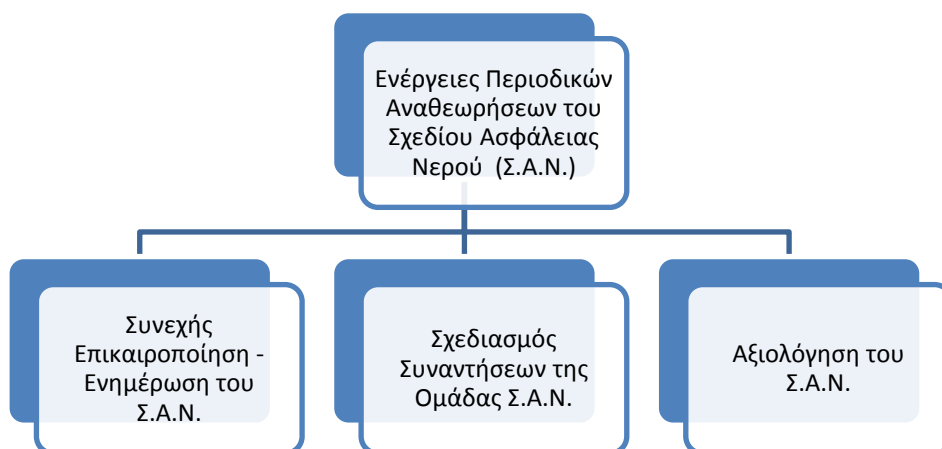 Ενέργειες Περιοδικών
Αναθεωρήσεων του
Σχεδίου Ασφάλειας
Νερού (Σ.Α.Ν.)
Συνεχής
Επικαιροποίηση -
Ενημέρωση του
Σ.Α.Ν.
Σχεδιασμός
Συναντήσεων της
Ομάδας Σ.Α.Ν.
Αξιολόγηση του
Σ.Α.Ν.